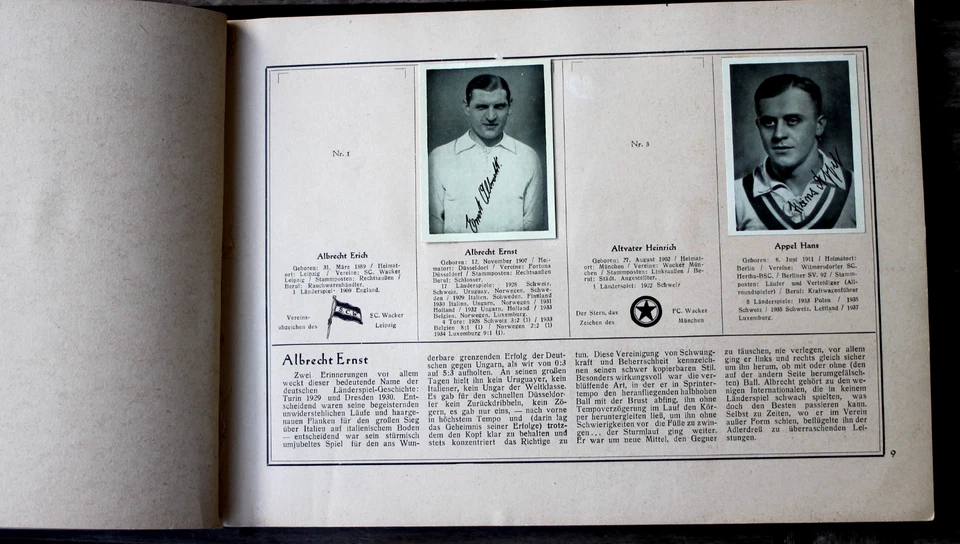 Nr. 1
Albrecht Erich
Geboren: 31. März 1889 / Heimat-
ort: Leipzig / Vereine: SC. Wacker
Leipzig / Stammposten: Rechtsaußen /
Beruf: Rauchwarenhändler.
1 Länderspiel: 1909 England.
Vereins-
abzeichen des
S.C.W.
SC. Wacker
Leipzig
Ernst Albrecht
Albrecht Ernst
Geboren: 12. November 1907 / Hei-
matort: Düsseldorf / Vereine: Fortuna
Düsseldorf / Stammposten: Rechtsaußen
Beruf: Schlosser.
17 Länderspiele: 1928 Schweiz,
Schweiz, Uruguay, Norwegen, Schwe-
den / 1929 Italien, Schweden, Finnland
1930 Italien, Ungarn, Norwegen / 1931
Holland / 1932 Ungarn, Holland / 1933
Belgien, Norwegen, Luxemburg.
4 Tore: 1928 Schweiz 3:2 (1) / 1933
Belgien 8:1 (1) / Norwegen 2:2 (1)
1934 Luxemburg 9:1 (1).
Nr. 3
Altvater Heinrich
Geboren: 27. August 1902 / Heimat-
ort: München / Vereine: Wacker Mün-
chen / Stammposten: Linksaußen / Be-
ruf: Städt. Angestellter.
1 Länderspiel: 1922 Schweiz
Der Stern, das
Zeichen des
FC. Wacker
München
Hans Appel
Appel Hans
Geboren: 8. Juni 1911 / Heimatort:
Berlin / Vereine: Wilmersdorfer SC.
Hertha-BSC. / Berliner SV. 92 / Stamm-
posten: Läufer und Verteidiger (All-
roundspieler) / Beruf: Kraftwagenführer
5 Länderspiele: 1933 Polen / 1935
Schweiz / 1935 Schweiz, Lettland / 1937
Luxemburg.
Albrecht Ernst
Zwei Erinnerungen vor allem
weckt dieser bedeutende Name der
deutschen Länderspiel-Geschichte:
Turin 1929 und Dresden 1930. Ent-
scheidend waren seine begeisternden
unwiderstehlichen Läufe und haarge-
nauen Flanken für den großen Sieg
über Italien auf italienischem Boden
— entscheidend war sein stürmisch
umjubeltes Spiel für den ans Wun-
derbare grenzenden Erfolg der Deut-
schen gegen Ungarn, als wir von 0:3
auf 5:3 aufholten. An seinen großen
Tagen hielt ihn kein Uruguayer, kein
Italiener, kein Ungar der Weltklasse.
Es gab für den schnellen Düsseldor-
fer kein Zurückdribbeln, kein Zö-
gern, es gab nur eins, — nach vorne
in höchstem Tempo und (darin lag
das Geheimnis seiner Erfolge) trotz-
dem den Kopf klar zu behalten und
stets konzentriert das Richtige zu
tun. Diese Vereinigung von Schwung-
kraft und Beherrschtheit kennzeich-
nen seinen schwer kopierbaren Stil.
Besonders wirkungsvoll war die ver-
blüffende Art, in der er in Sprinter-
tempo den heranfliegenden halbhohen
Ball mit der Brust abfing, ihn ohne
Tempoverzögerung im Lauf den Kör-
per heruntergleiten ließ, um ihn ohne
Schwierigkeiten vor die Füße zu zwin-
gen... der Sturmlauf ging weiter.
Er war um neue Mittel, den Gegner
zu täuschen, nie verlegen, vor allem
ging er links und rechts gleich sicher
um ihn herum, ob mit oder ohne (den
auf der andern Seite herumgefälsch-
ten) Ball. Albrecht gehört zu den we-
nigen Internationalen, die in keinem
Länderspiel schwach spielten, was
doch den Besten passieren kann.
Selbst zu Zeiten, wo er im Verein
außer Form schien, beflügelte ihn der
Adlerdreß zu überraschenden Lei-
stungen.
9